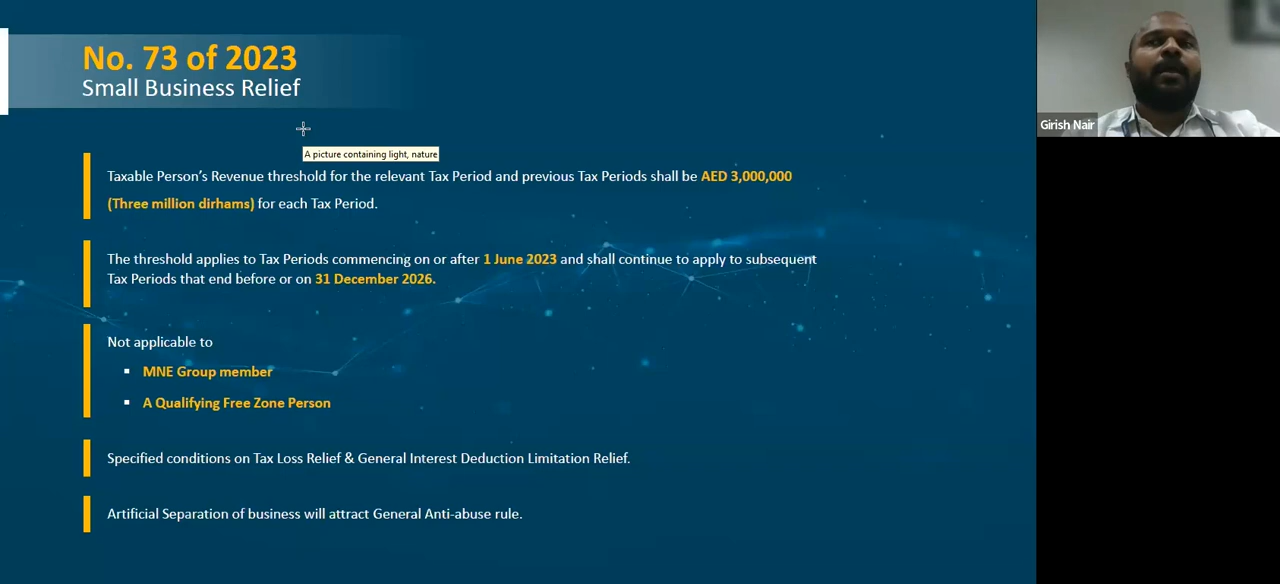 No. 73 of 2023
Small Business Relief
A picture containing light, nature
Taxable Person's Revenue threshold for the relevant Tax Period and previous Tax Periods shall be AED 3,000,000
(Three million dirhams) for each Tax Period.
The threshold applies to Tax Periods commencing on or after 1 June 2023 and shall continue to apply to subsequent
Tax Periods that end before or on 31 December 2026.
Not applicable to
▪ MNE Group member
▪ A Qualifying Free Zone Person
Specified conditions on Tax Loss Relief & General Interest Deduction Limitation Relief.
Artificial Separation of business will attract General Anti-abuse rule.
Girish Nair